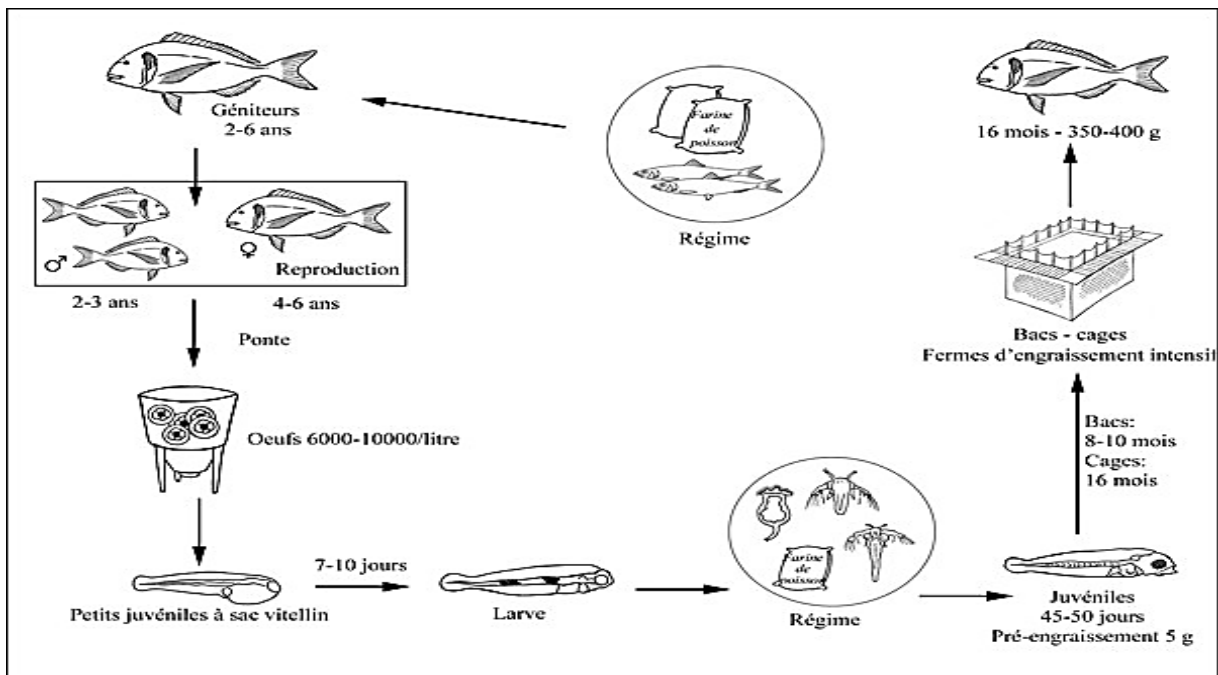 Géniteurs
2-6 ans
Farine
de
poisson
Régime
16 mois - 350-400 g
♂
♀
Reproduction
2-3 ans
4-6 ans
Ponte
Oeufs 6000-10000/litre
Petits juvéniles à sac vitellin
7-10 jours
Larve
Farine
de
poisson
Régime
Juvéniles
45-50 jours
Pré-engraissement 5 g
Bacs:
8-10 mois
Cages:
16 mois
Bacs - cages
Fermes d'engraissement intensif